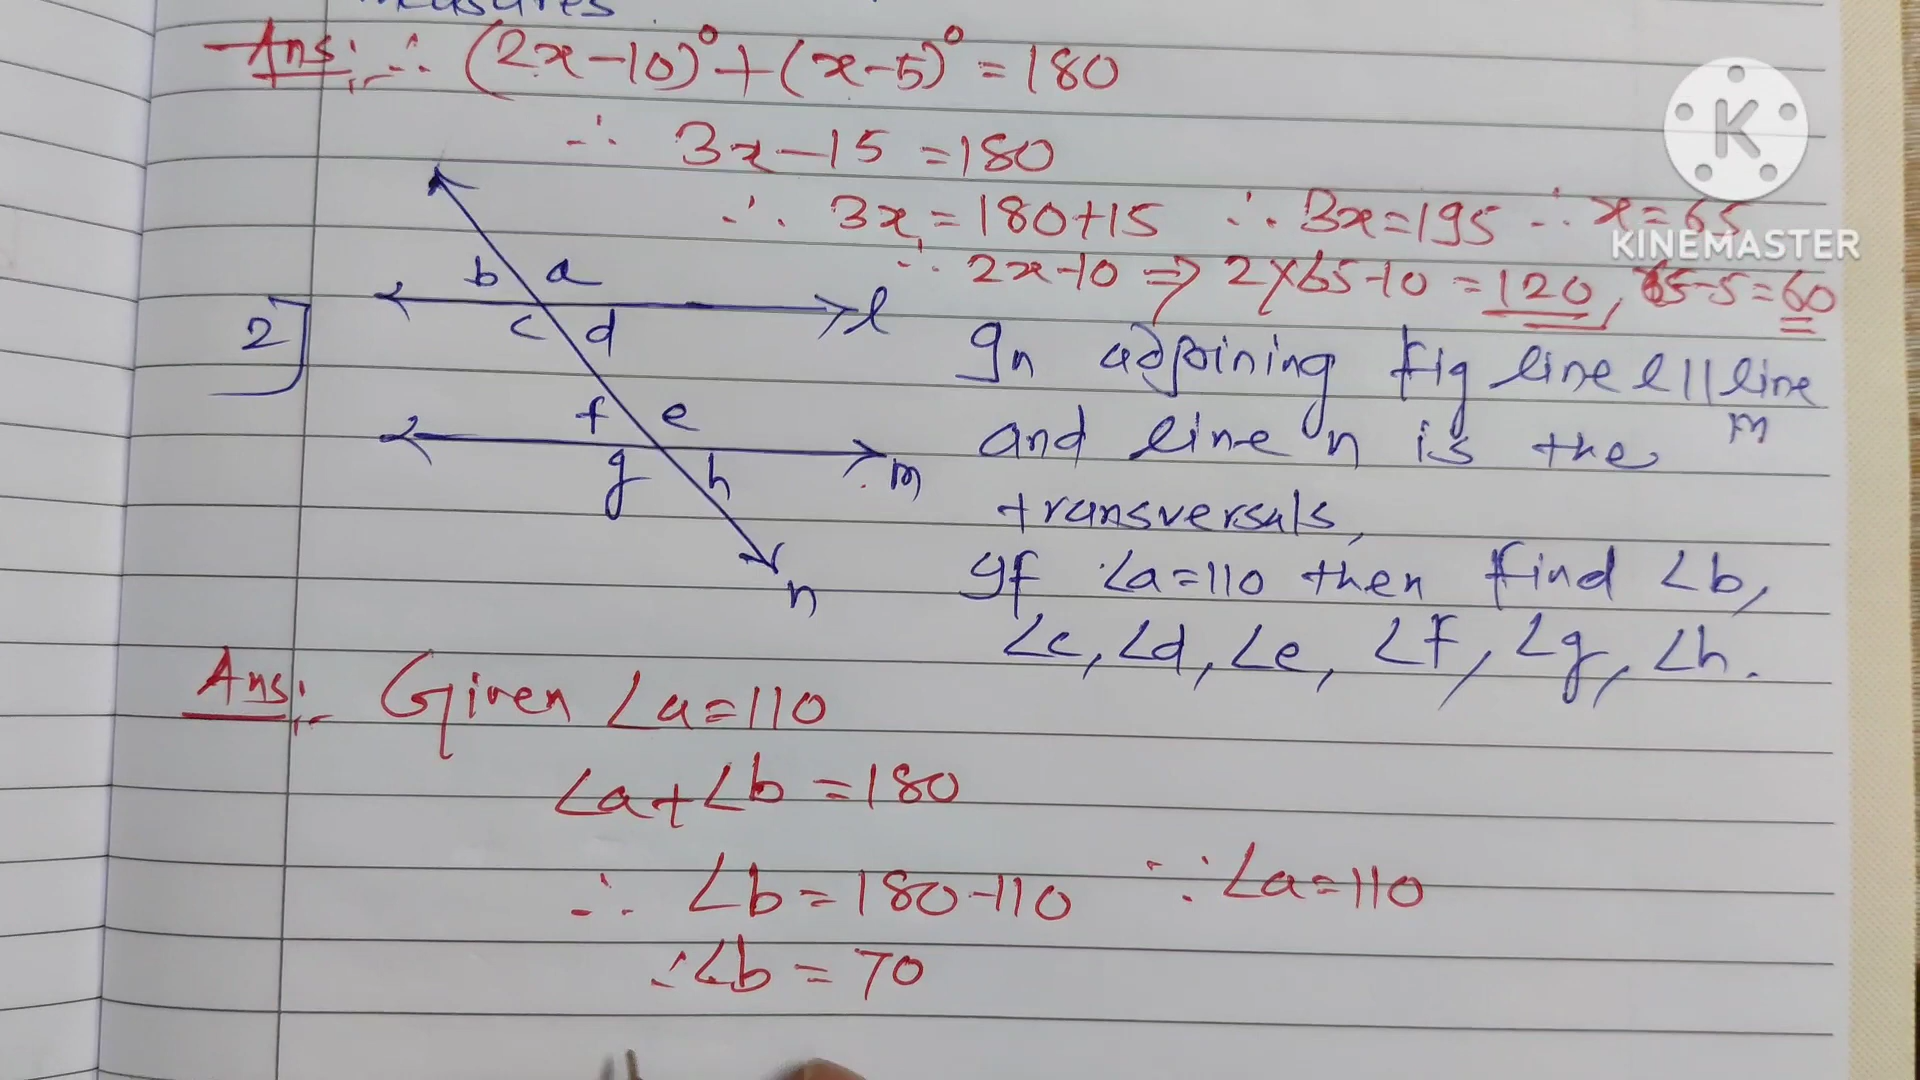 Ans:- ∴ (2x-10)° + (x-5)° = 180
∴ 3x-15 = 180
∴ 3x = 180+15 ∴ 3x=195 ∴ x=65
∴ 2x-10 ⇒ 2×65-10 = 120, 65-5=60
K
KINEMASTER
b a
l
c d
2]
f e
m
g h
n
In adjoining fig line l || line
m
and line n is the
transversals,
If ∠a=110 then find ∠b,
∠c, ∠d, ∠e, ∠f, ∠g, ∠h.
Ans:- Given ∠a=110
∠a+∠b = 180
∴ ∠b = 180-110 ∵ ∠a=110
∴ ∠b = 70